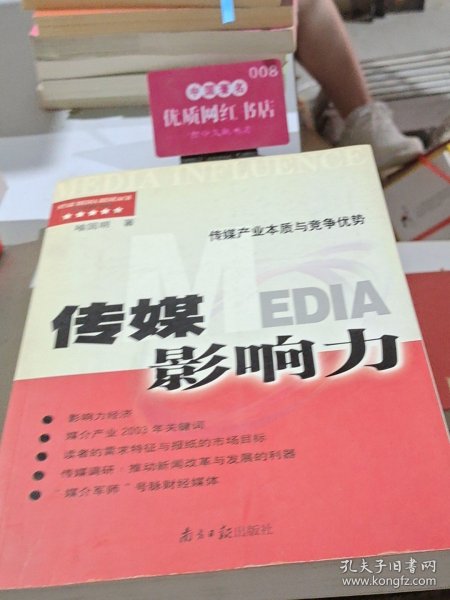 008
中国著名
优质网红书店
MEDIA INFLUENCE
★★★★★
喻国明 著
传媒产业本质与竞争优势
MEDIA
传媒
影响力
● 影响力经济
● 媒介产业2003年关键词
● 读者的需求特征与报纸的市场目标
● 传媒调研:推动新闻改革与发展的利器
● “媒介军师”号脉财经媒体
南方日报出版社
孔夫子旧书网
www.kongfz.com